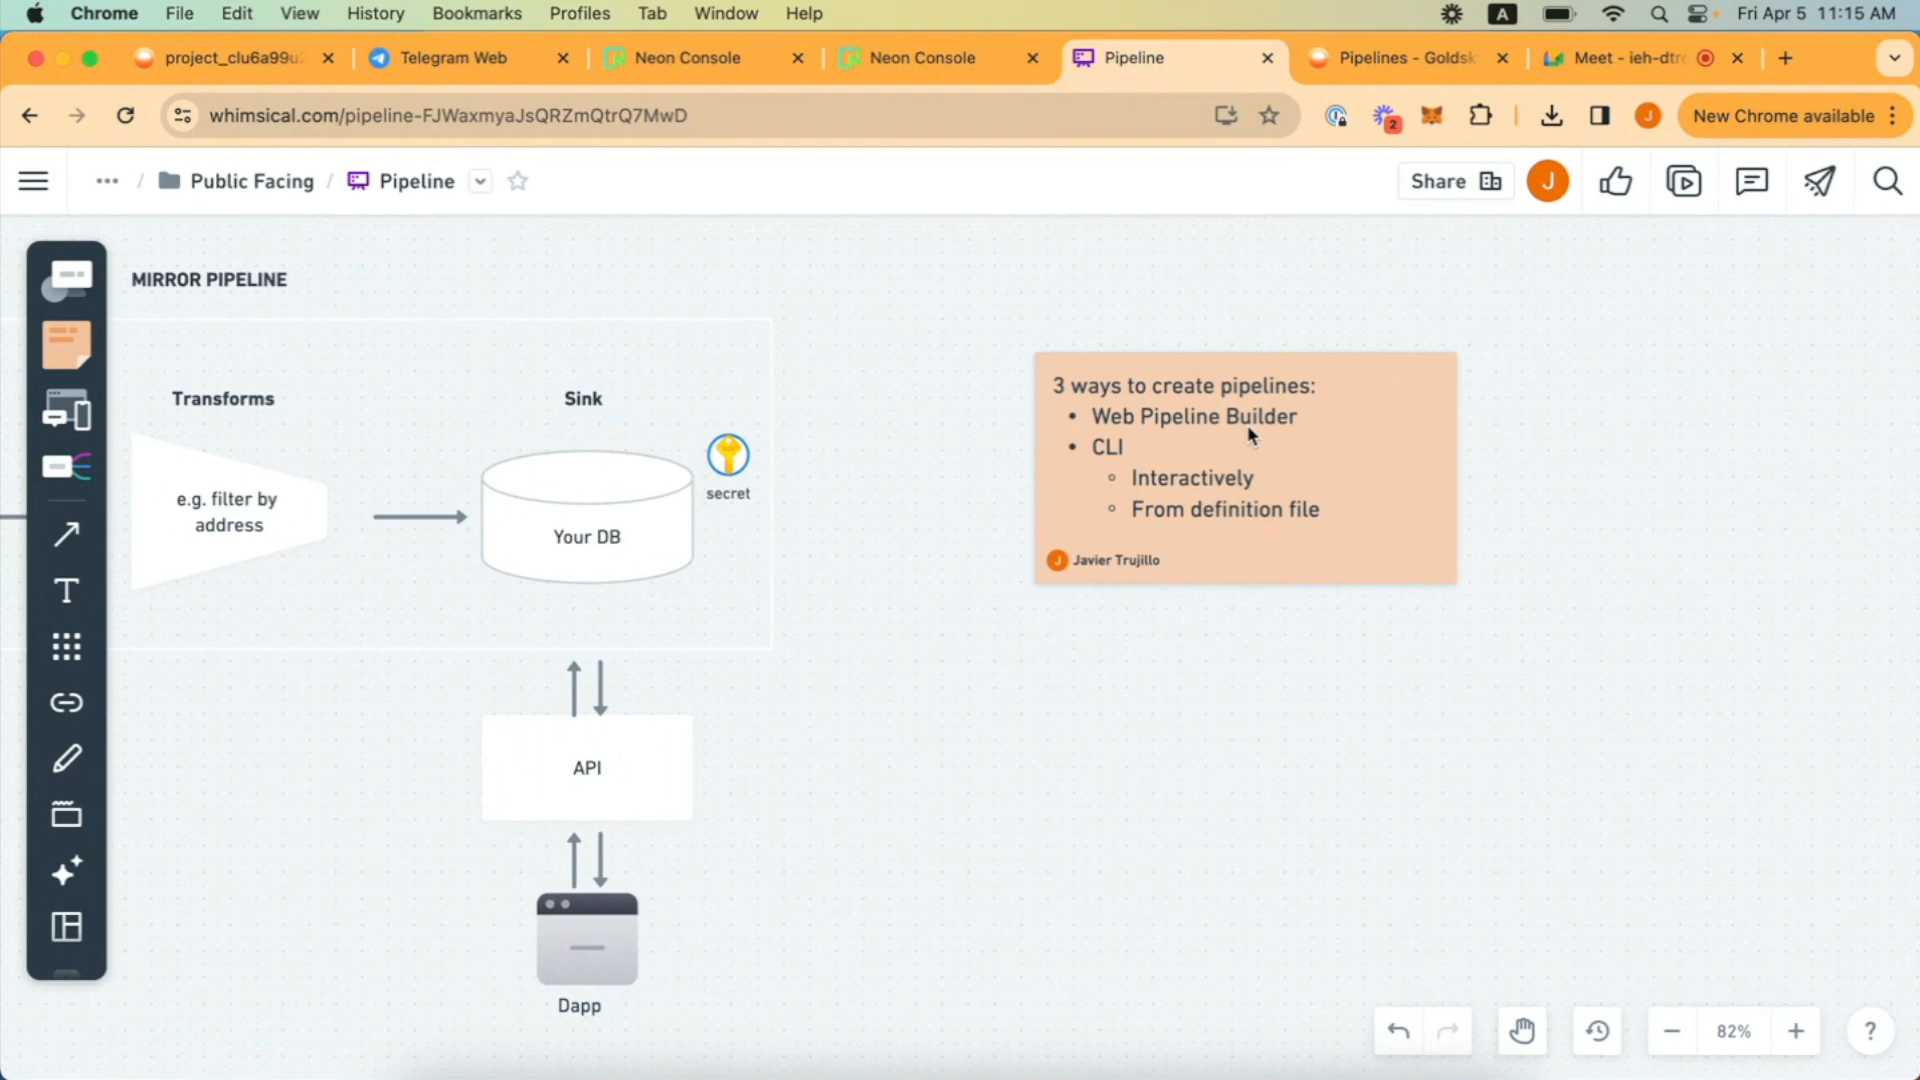 Chrome File Edit View History Bookmarks Profiles Tab Window Help A Fri Apr 5 11:15 AM
project_clu6a99u Telegram Web Neon Console Neon Console Pipeline Pipelines - Goldsk Meet - ieh-dtr
whimsical.com/pipeline-FJWaxmyaJsQRZmQtrQ7MwD 2 J New Chrome available
/ Public Facing / Pipeline Share J
MIRROR PIPELINE
Transforms
Sink
e.g. filter by
address
Your DB
secret
API
Dapp
3 ways to create pipelines:
• Web Pipeline Builder
• CLI
◦ Interactively
◦ From definition file
J Javier Trujillo
T
82% ?